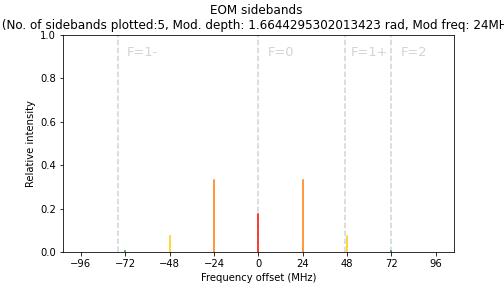 EOM sidebands
(No. of sidebands plotted:5, Mod. depth: 1.6644295302013423 rad, Mod freq: 24MH
1.0
F=1-
F=0
F=1+
F=2
0.8
0.6
0.4
0.2
0.0
Relative intensity
−96
−72
−48
−24
0
24
48
72
96
Frequency offset (MHz)